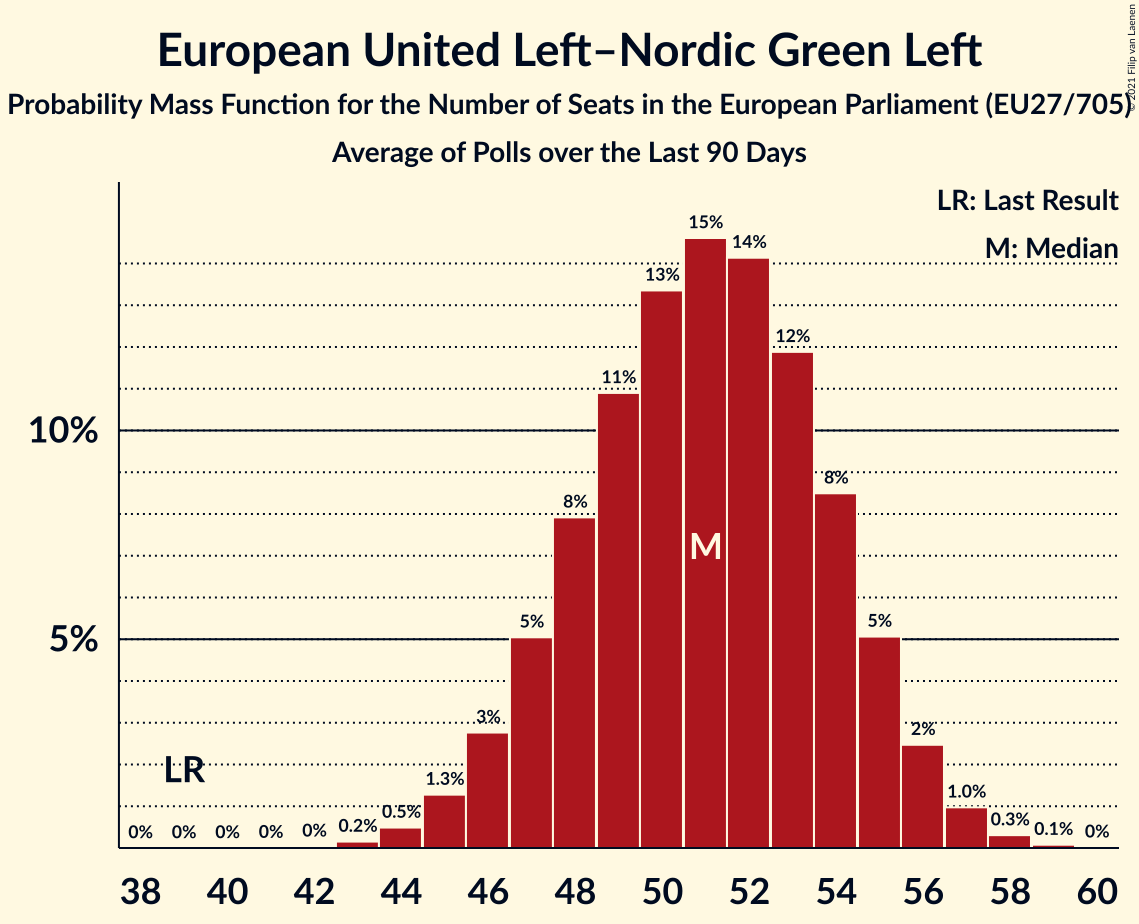 European United Left–Nordic Green Left
Probability Mass Function for the Number of Seats in the European Parliament (EU27/705)
Average of Polls over the Last 90 Days
© 2021 Filip van Laenen
LR: Last Result
M: Median
15%
14%
13%
12%
11%
10%
8%
8%
M
5%
5%
5%
3%
2%
LR
1.3%
1.0%
0.5%
0.3%
0.2%
0.1%
0%
0%
0%
0%
0%
0%
38 40 42 44 46 48 50 52 54 56 58 60